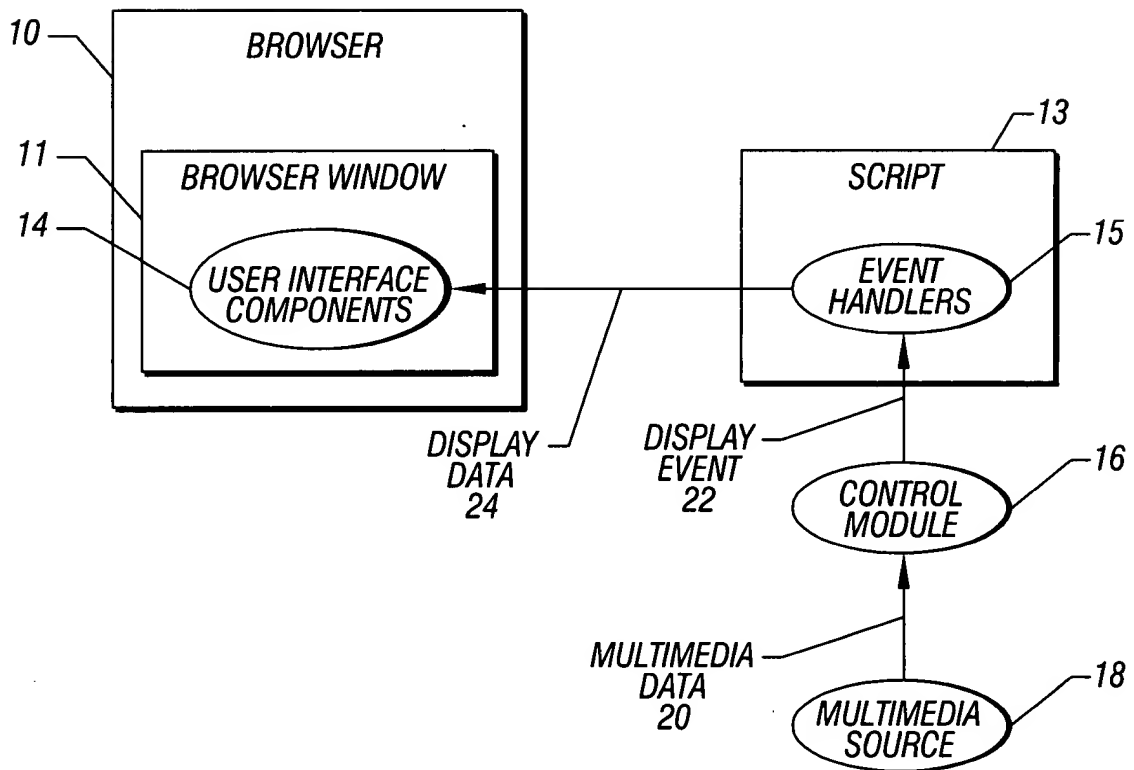 10
BROWSER
11
BROWSER WINDOW
14
USER INTERFACE
COMPONENTS
13
SCRIPT
15
EVENT
HANDLERS
DISPLAY
DATA
24
DISPLAY
EVENT
22
16
CONTROL
MODULE
MULTIMEDIA
DATA
20
18
MULTIMEDIA
SOURCE